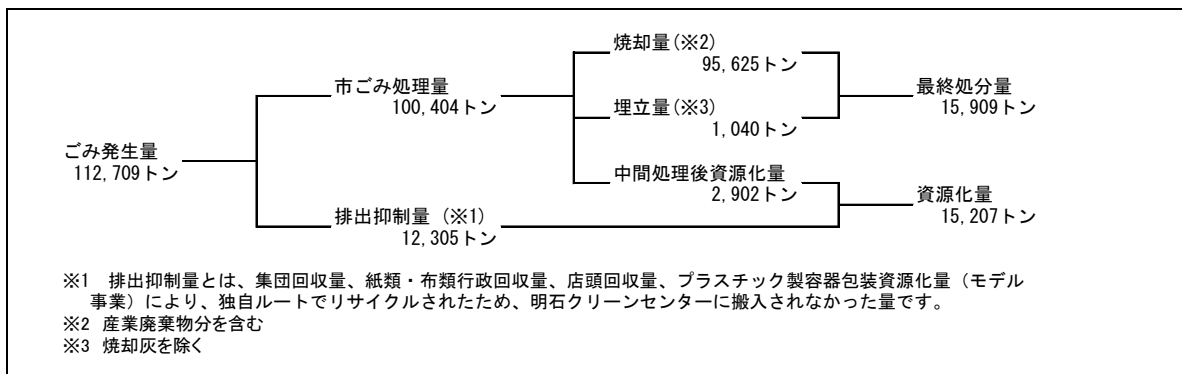 焼却量(※2)
95,625トン
市ごみ処理量
100,404トン
最終処分量
15,909トン
埋立量(※3)
1,040トン
ごみ発生量
112,709トン
中間処理後資源化量
2,902トン
資源化量
15,207トン
排出抑制量 (※1)
12,305トン
※1 排出抑制量とは、集団回収量、紙類・布類行政回収量、店頭回収量、プラスチック製容器包装資源化量（モデル
事業）により、独自ルートでリサイクルされたため、明石クリーンセンターに搬入されなかった量です。
※2 産業廃棄物分を含む
※3 焼却灰を除く